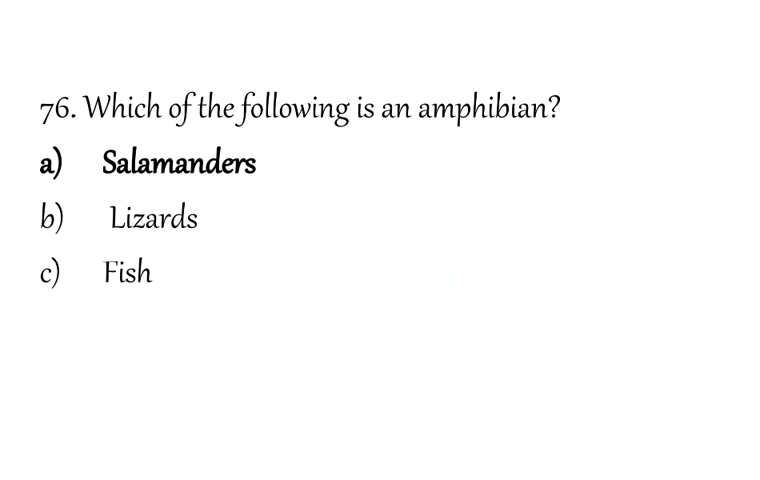 76. Which of the following is an amphibian?
a) Salamanders
b) Lizards
c) Fish